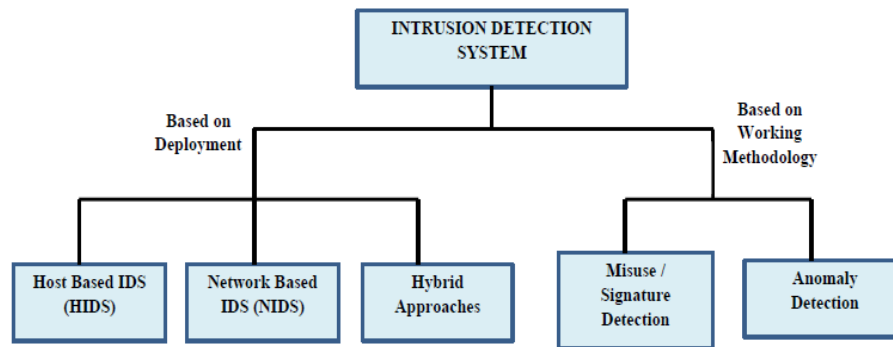 INTRUSION DETECTION
SYSTEM
Based on
Deployment
Based on
Working
Methodology
Host Based IDS
(HIDS)
Network Based
IDS (NIDS)
Hybrid
Approaches
Misuse /
Signature
Detection
Anomaly
Detection